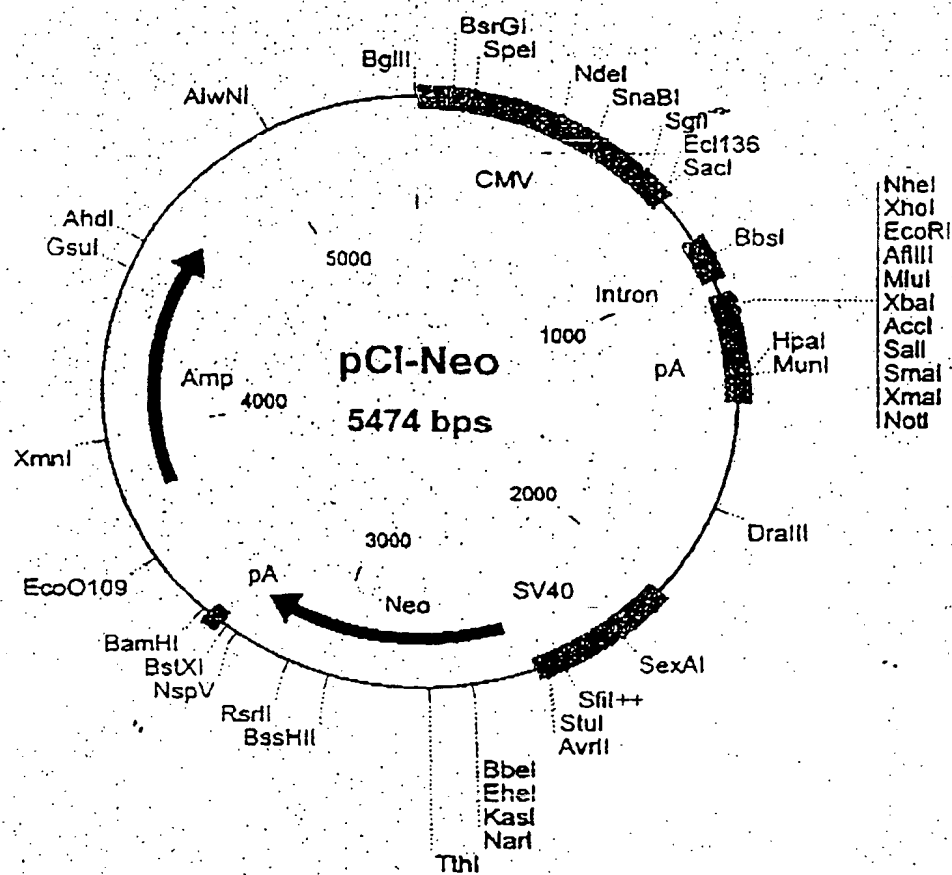 BsrGI
SpeI
BglII
NdeI
SnaBI
SgfI
Ecl136
SacI
AlwNI
CMV
NheI
XhoI
EcoRI
AflIII
MluI
XbaI
AccI
SalI
SmaI
XmaI
NotI
BbsI
AhdI
GsuI
5000
Intron
1000
HpaI
MunI
pA
pCI-Neo
5474 bps
Amp
4000
XmnI
2000
DraIII
3000
EcoO109
pA
Neo
SV40
BamHI
BstXI
NspV
SexAI
RsrII
BssHII
SfiI++
StuI
AvrII
BbeI
EheI
KasI
NarI
TthI